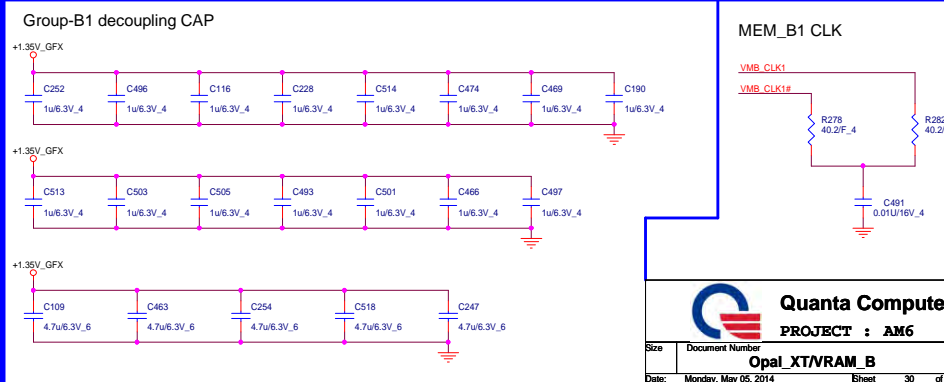 Group-B1 decoupling CAP
+1.35V_GFX
C252 C496 C116 C228 C514 C474 C469 C190
1u/6.3V_4 1u/6.3V_4 1u/6.3V_4 1u/6.3V_4 1u/6.3V_4 1u/6.3V_4 1u/6.3V_4 1u/6.3V_4
+1.35V_GFX
C513 C503 C505 C493 C501 C466 C497
1u/6.3V_4 1u/6.3V_4 1u/6.3V_4 1u/6.3V_4 1u/6.3V_4 1u/6.3V_4 1u/6.3V_4
+1.35V_GFX
C109 C463 C254 C518 C247
4.7u/6.3V_6 4.7u/6.3V_6 4.7u/6.3V_6 4.7u/6.3V_6 4.7u/6.3V_6
MEM_B1 CLK
VMB_CLK1
VMB_CLK1#
R278 R282
40.2/F_4 40.2/
C491
0.01U/16V_4
Quanta Compute
PROJECT : AM6
Size Document Number
Opal_XT/VRAM_B
Date: Monday, May 05, 2014 Sheet 30 of